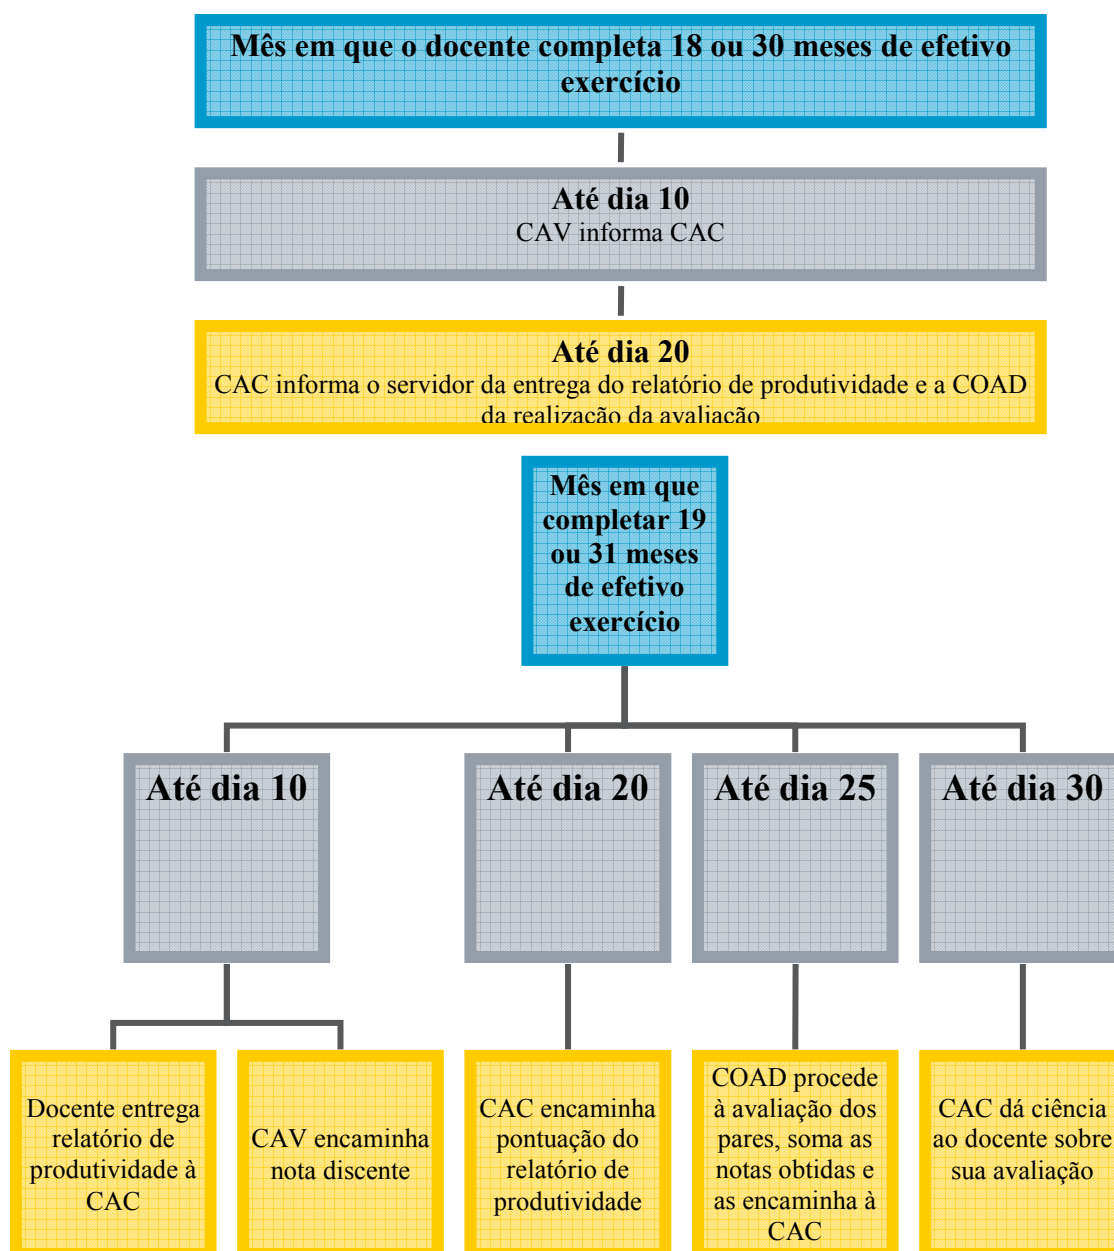 Mês em que o docente completa 18 ou 30 meses de efetivo
exercício
Até dia 10
CAV informa CAC
Até dia 20
CAC informa o servidor da entrega do relatório de produtividade e a COAD
da realização da avaliação
Mês em que
completar 19
ou 31 meses
de efetivo
exercício
Até dia 10
Até dia 20
Até dia 25
Até dia 30
Docente entrega
relatório de
produtividade à
CAC
CAV encaminha
nota discente
CAC encaminha
pontuação do
relatório de
produtividade
COAD procede
à avaliação dos
pares, soma as
notas obtidas e
as encaminha à
CAC
CAC dá ciência
ao docente sobre
sua avaliação